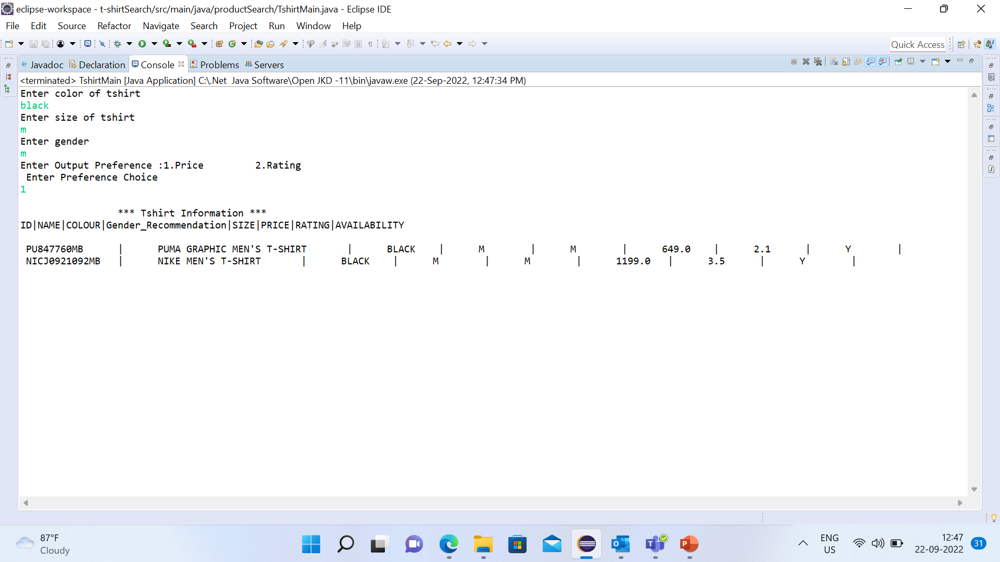 eclipse-workspace - t-shirtSearch/src/main/java/productSearch/TshirtMain.java - Eclipse IDE
File Edit Source Refactor Navigate Search Project Run Window Help
Quick Access
@ Javadoc Declaration Console Problems Servers
<terminated> TshirtMain [Java Application] C:\.Net Java Software\Open JKD -11\bin\javaw.exe (22-Sep-2022, 12:47:34 PM)
Enter color of tshirt
black
Enter size of tshirt
m
Enter gender
m
Enter Output Preference :1.Price 2.Rating
Enter Preference Choice
1
*** Tshirt Information ***
ID|NAME|COLOUR|Gender_Recommendation|SIZE|PRICE|RATING|AVAILABILITY
PU847760MB | PUMA GRAPHIC MEN'S T-SHIRT | BLACK | M | M | 649.0 | 2.1 | Y |
NICJ0921092MB | NIKE MEN'S T-SHIRT | BLACK | M | M | 1199.0 | 3.5 | Y |
87°F
Cloudy
ENG
US
12:47
22-09-2022
31